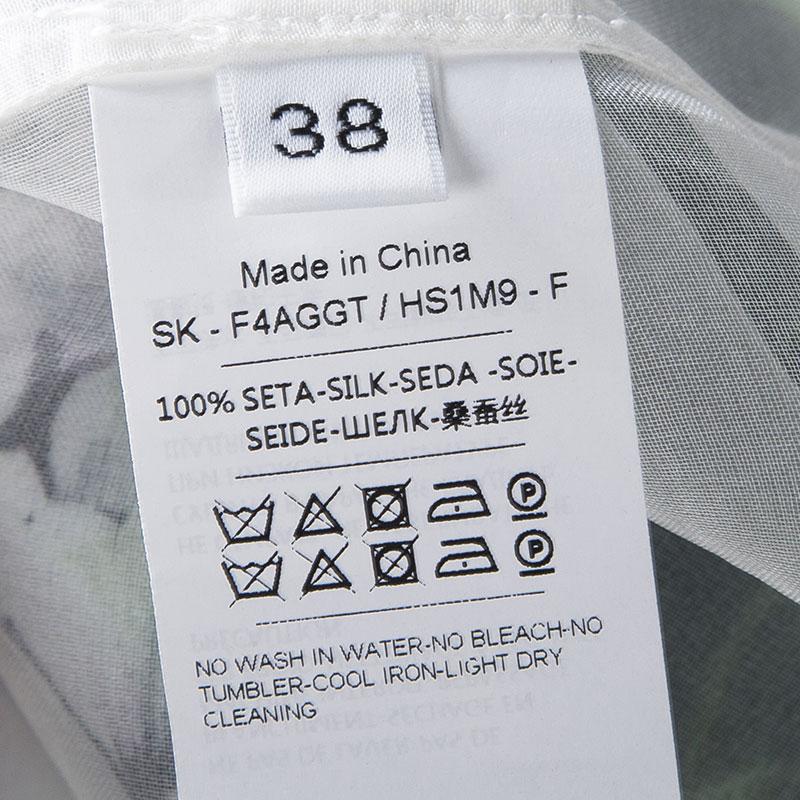 38
Made in China
SK - F4AGGT / HS1M9 - F
100% SETA-SILK-SEDA -SOIE-
SEIDE-ШЕЛК-桑蚕丝
P
P
NO WASH IN WATER-NO BLEACH-NO
TUMBLER-COOL IRON-LIGHT DRY
CLEANING